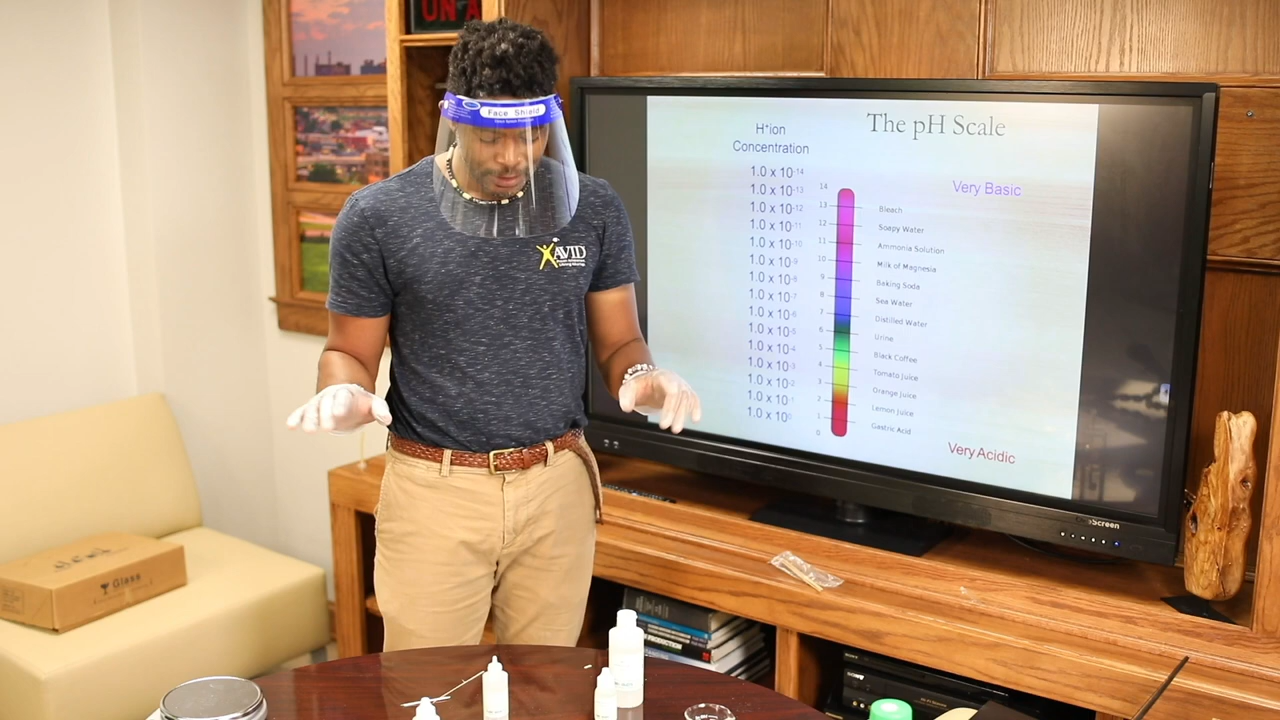 ON A
Face Shield
AVID
The pH Scale
H+ion
Concentration
1.0 x 10-14
1.0 x 10-13
1.0 x 10-12
1.0 x 10-11
1.0 x 10-10
1.0 x 10-9
1.0 x 10-8
1.0 x 10-7
1.0 x 10-6
1.0 x 10-5
1.0 x 10-4
1.0 x 10-3
1.0 x 10-2
1.0 x 10-1
1.0 x 100
14
13
12
11
10
9
8
7
6
5
4
3
2
1
0
Very Basic
Bleach
Soapy Water
Ammonia Solution
Milk of Magnesia
Baking Soda
Sea Water
Distilled Water
Urine
Black Coffee
Tomato Juice
Orange Juice
Lemon Juice
Gastric Acid
Very Acidic
Screen
Glass
PRODUCTION
SONY